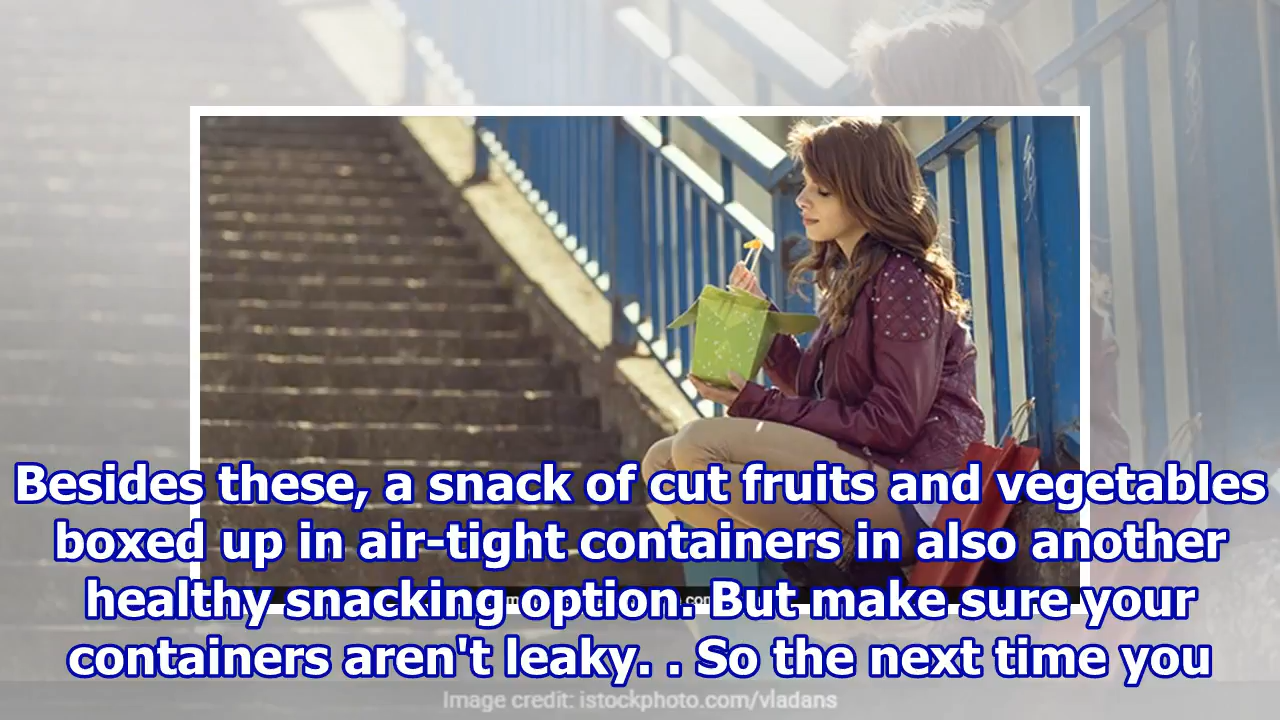 Besides these, a snack of cut fruits and vegetables
boxed up in air-tight containers in also another
healthy snacking option. But make sure your
containers aren't leaky. . So the next time you
Image credit: istockphoto.com/vladans